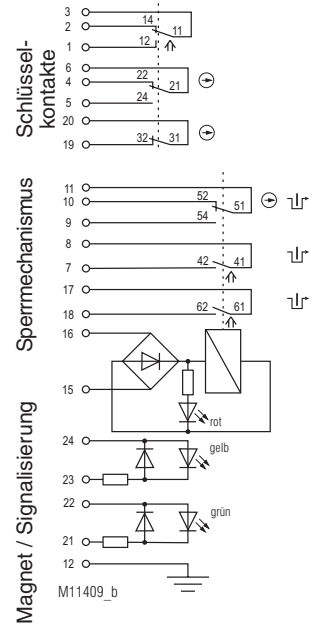 Schlüssel-
kontakte
3
2 14
11
1 12
6
4 22
21
5 24
20
19 32 31
Sperrmechanismus
11
10 52
51
9 54
8
7 42 41
17
18 62 61
16
15
rot
Magnet / Signalisierung
24
gelb
23
22
grün
21
12
M11409_b